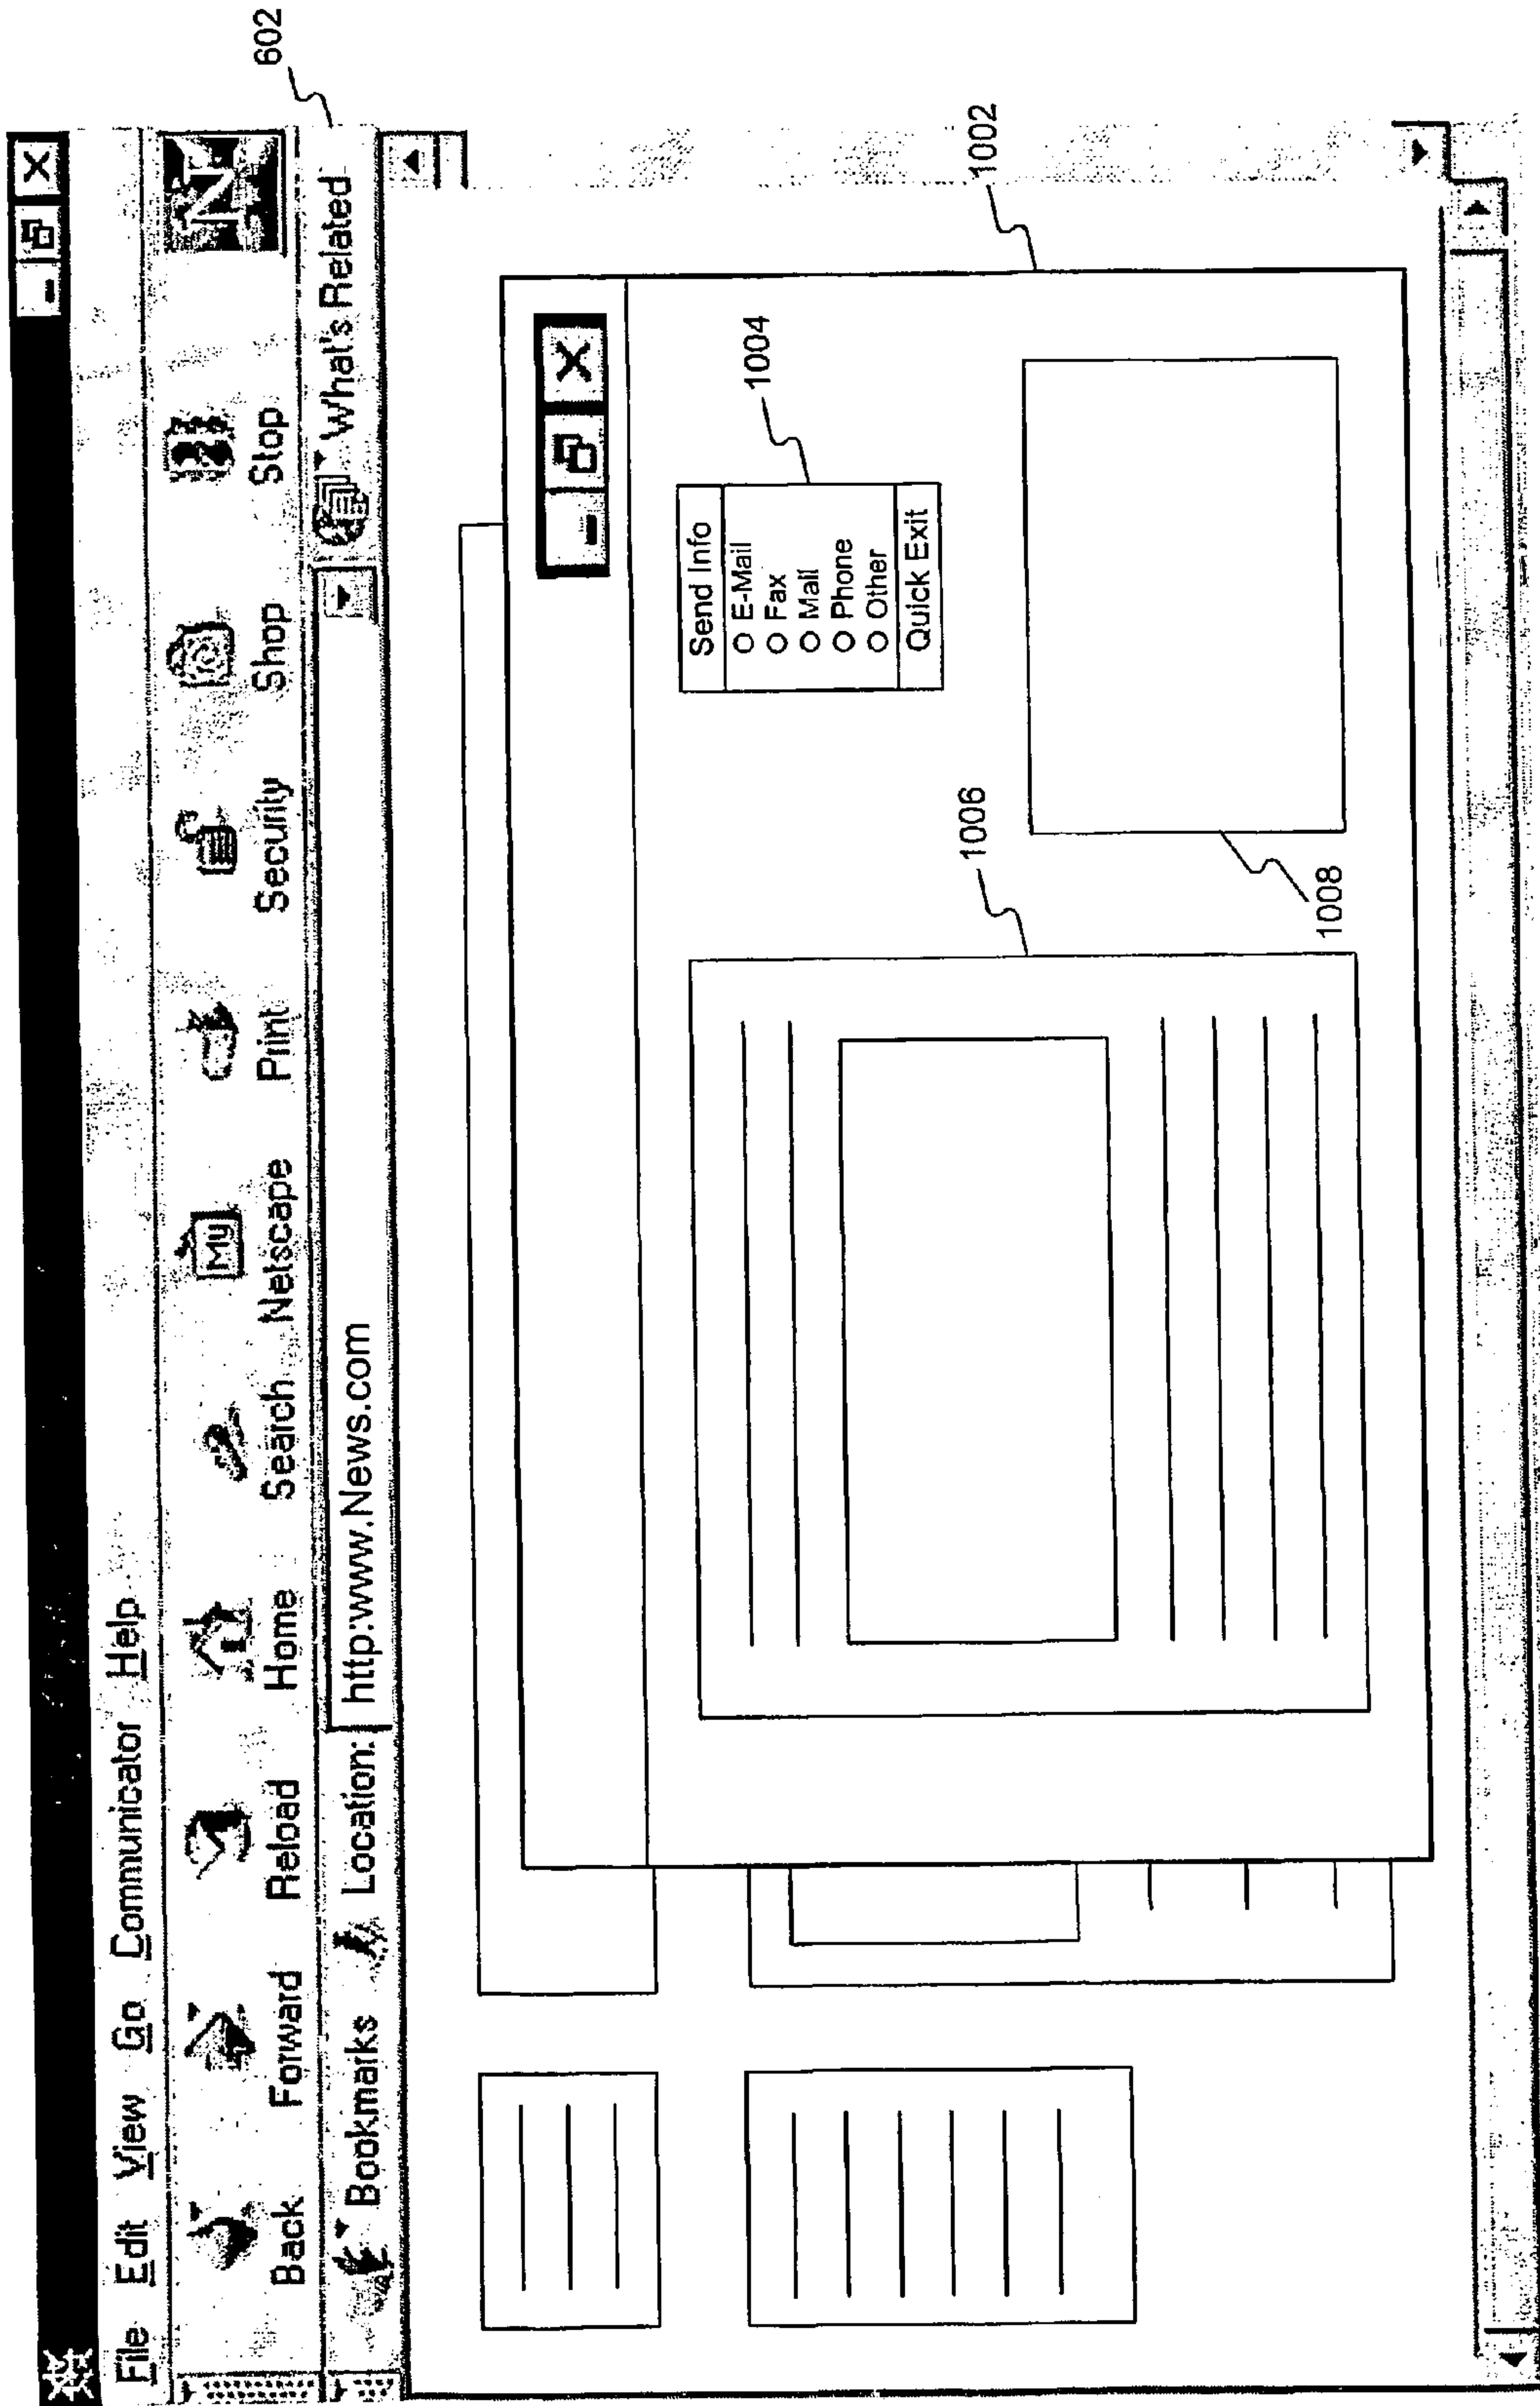 File Edit View Go Communicator Help
Back Forward Reload Home Search Netscape Print Security Shop Stop
My
N
Bookmarks Location: http:www.News.com What's Related
602
1002
Send Info
E-Mail
Fax
Mail
Phone
Other
Quick Exit
1004
1006
1008